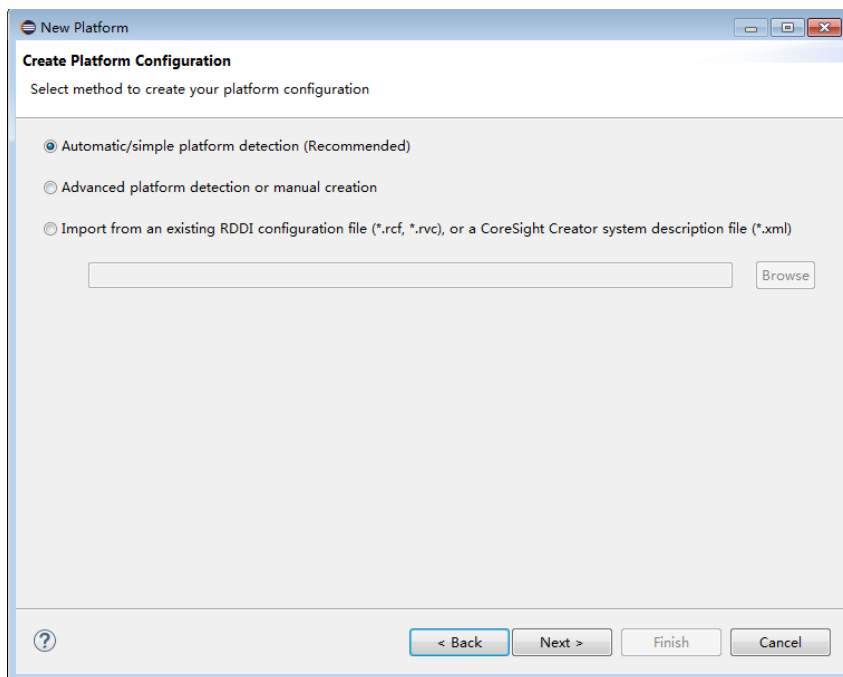 New Platform
Create Platform Configuration
Select method to create your platform configuration
Automatic/simple platform detection (Recommended)
Advanced platform detection or manual creation
Import from an existing RDDI configuration file (*.rcf, *.rvc), or a CoreSight Creator system description file (*.xml)
Browse
?
< Back
Next >
Finish
Cancel